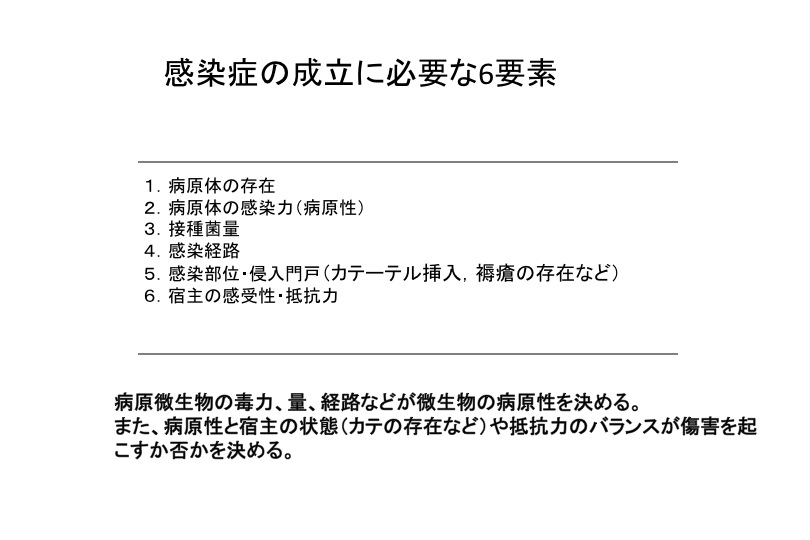 感染症の成立に必要な6要素
1. 病原体の存在
2. 病原体の感染力(病原性)
3. 接種菌量
4. 感染経路
5. 感染部位・侵入門戸(カテーテル挿入, 褥瘡の存在など)
6. 宿主の感受性・抵抗力
病原微生物の毒力、量、経路などが微生物の病原性を決める。
また、病原性と宿主の状態(カテの存在など)や抵抗力のバランスが傷害を起
こすか否かを決める。